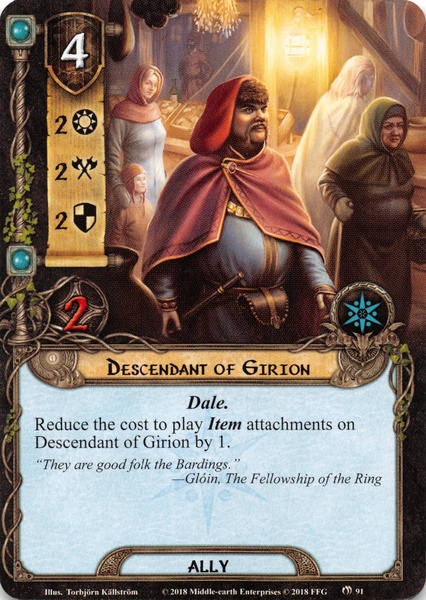 4
2
2
2
2
Descendant of Girion
Dale.
Reduce the cost to play Item attachments on
Descendant of Girion by 1.
“They are good folk the Bardings.”
—Glóin, The Fellowship of the Ring
ALLY
Illus. Torbjörn Källström © 2018 Middle-earth Enterprises © 2018 FFG 91